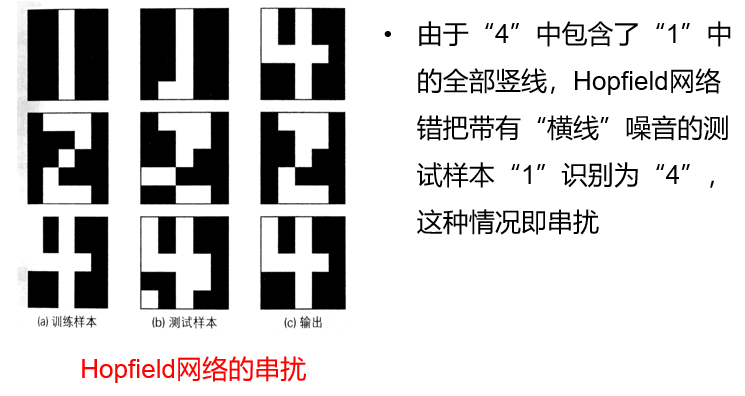 • 由于“4”中包含了“1”中
的全部竖线，Hopfield网络
错把带有“横线”噪音的测
试样本“1”识别为“4”，
这种情况即串扰
(a) 训练样本
(b) 测试样本
(c) 输出
Hopfield网络的串扰